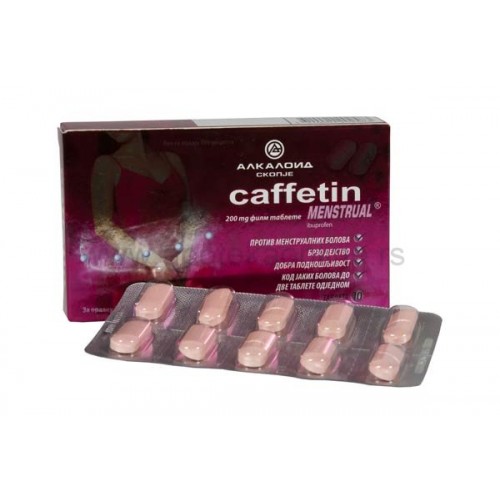 АЛКАЛОИД
СКОПЈЕ
caffetin
MENSTRUAL®
200 mg филм таблете
ibuprofen
ПРОТИВ МЕНСТРУАЛНИХ БОЛОВА
БРЗО ДЕЈСТВО
ДОБРА ПОДНОШЉИВОСТ
КОД ЈАКИХ БОЛОВА ДО
ДВЕ ТАБЛЕТЕ ОДЈЕДНОМ
10